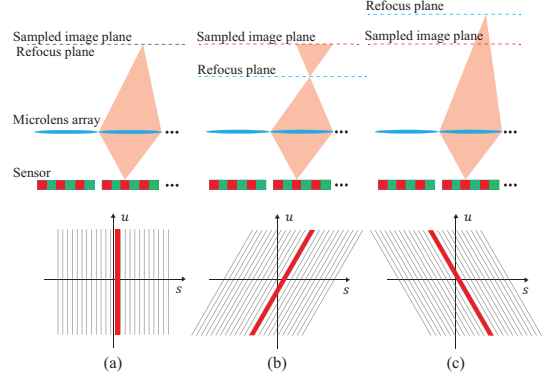 Refocus plane
Sampled image plane Sampled image plane Sampled image plane
Refocus plane
Refocus plane
Microlens array
Sensor
u u u
s s s
(a) (b) (c)